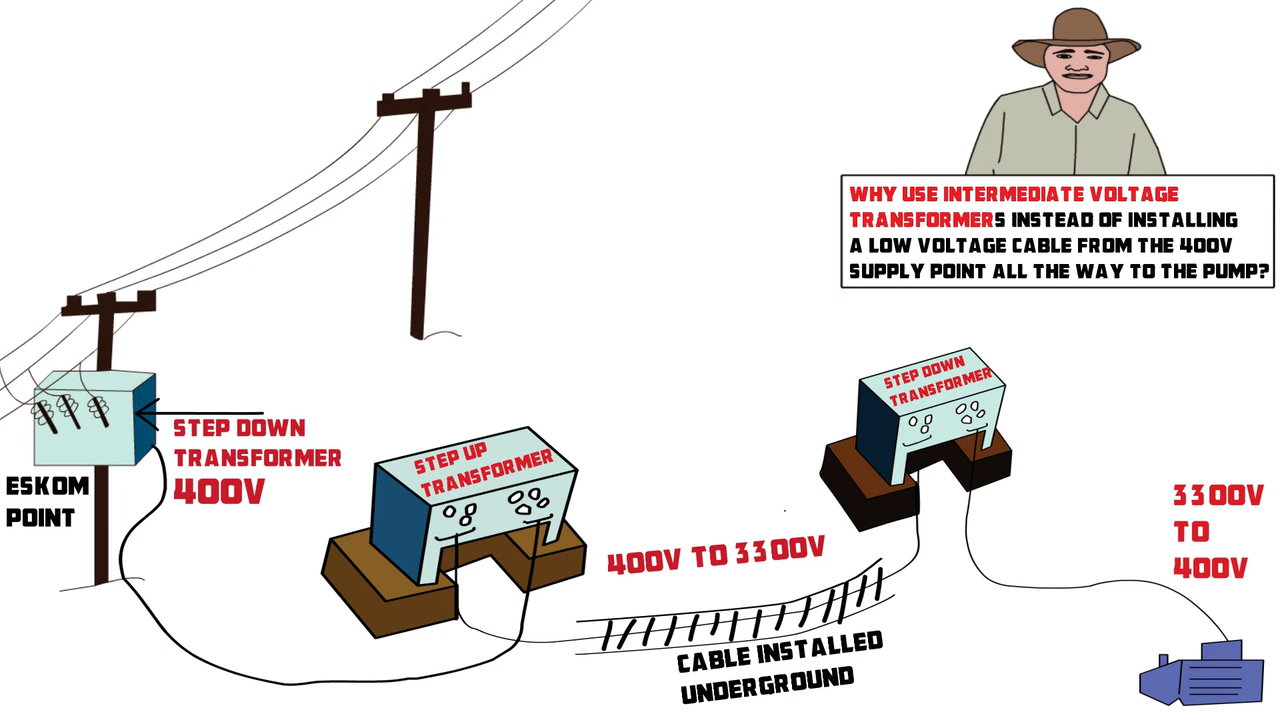 WHY USE INTERMEDIATE VOLTAGE
TRANSFORMERS INSTEAD OF INSTALLING
A LOW VOLTAGE CABLE FROM THE 400V
SUPPLY POINT ALL THE WAY TO THE PUMP?
STEP DOWN
TRANSFORMER
STEP DOWN
TRANSFORMER
400V
ESKOM
POINT
STEP UP
TRANSFORMER
3300V
TO
400V
400V TO 3300V
CABLE INSTALLED
UNDERGROUND